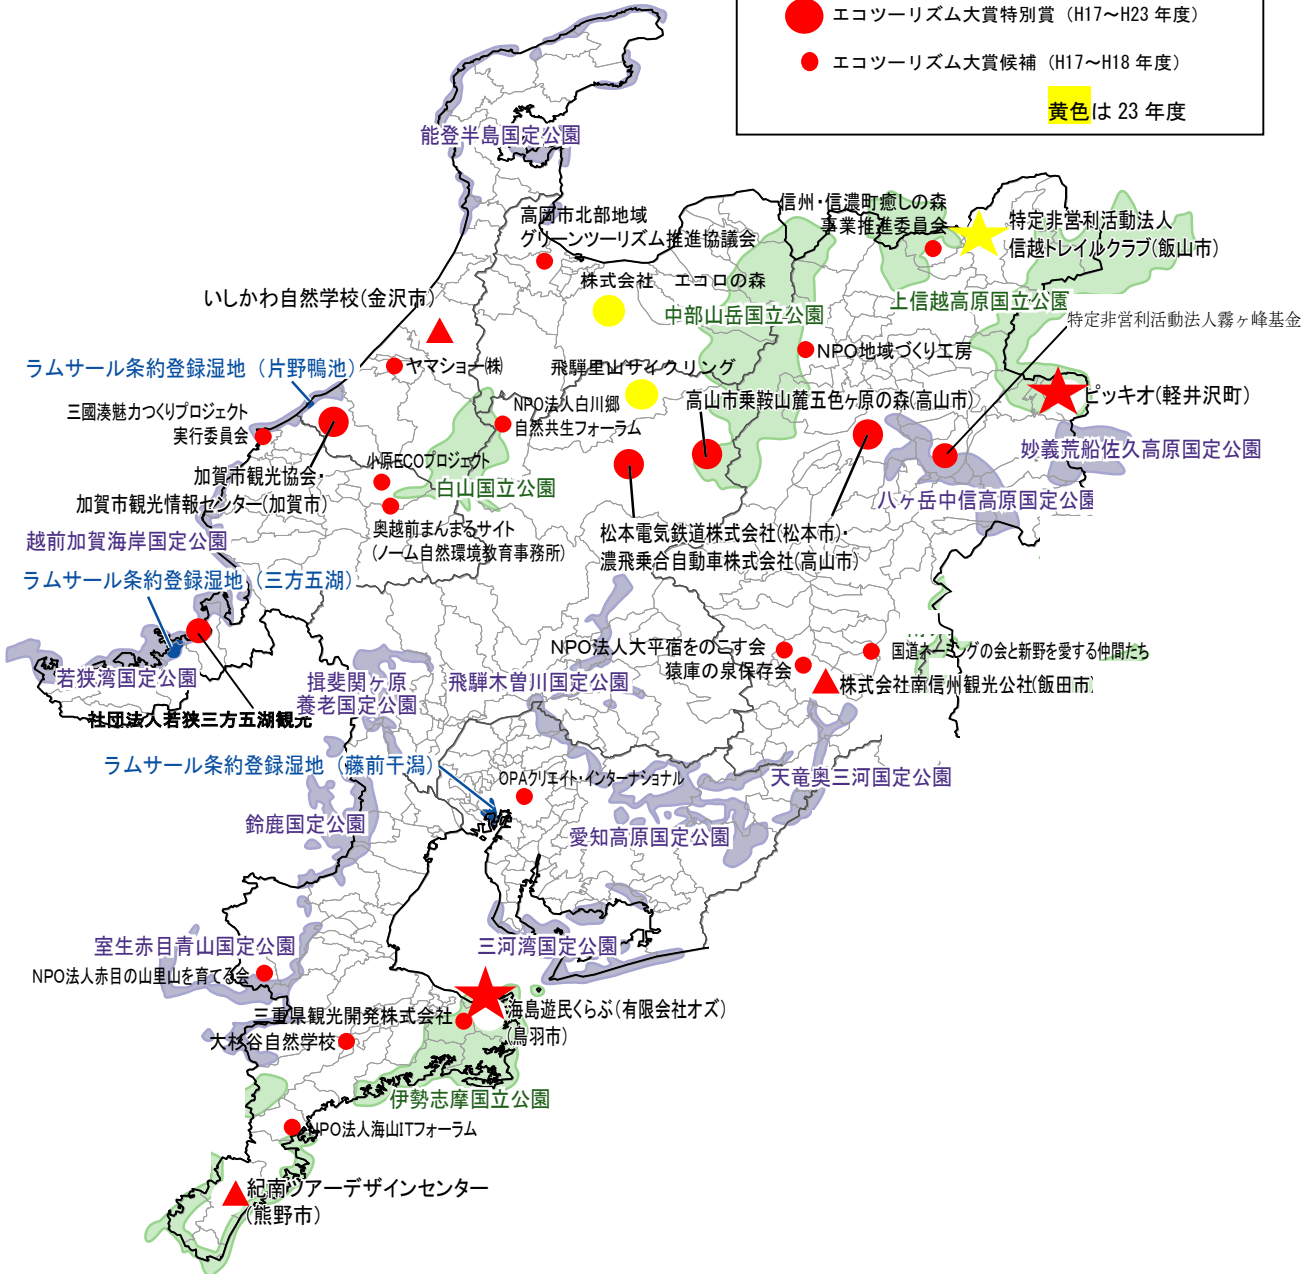 エコツーリズム大賞特別賞（H17～H23 年度）
エコツーリズム大賞候補（H17～H18 年度）
黄色は 23 年度
能登半島国定公園
高岡市北部地域
グリーンツーリズム推進協議会
信州・信濃町癒しの森
事業推進委員会
特定非営利活動法人
信越トレイルクラブ(飯山市)
株式会社　エコロの森
いしかわ自然学校(金沢市)
中部山岳国立公園
上信越高原国立公園
特定非営利活動法人霧ヶ峰基金
NPO地域づくり工房
ラムサール条約登録湿地（片野鴨池）
ヤマショー㈱
飛騨里山サイクリング
ピッキオ(軽井沢町)
三國湊魅力つくりプロジェクト
実行委員会
NPO法人白川郷
自然共生フォーラム
高山市乗鞍山麓五色ヶ原の森(高山市)
妙義荒船佐久高原国定公園
小原ECOプロジェクト
加賀市観光協会・
加賀市観光情報センター(加賀市)
白山国立公園
八ヶ岳中信高原国定公園
奥越前まんまるサイト
(ノーム自然環境教育事務所)
松本電気鉄道株式会社(松本市)・
濃飛乗合自動車株式会社(高山市)
越前加賀海岸国定公園
ラムサール条約登録湿地（三方五湖）
NPO法人大平宿をのこす会
猿庫の泉保存会
国道ネーミングの会と新野を愛する仲間たち
若狭湾国定公園
揖斐関ヶ原
養老国定公園
飛騨木曽川国定公園
株式会社南信州観光公社(飯田市)
社団法人若狭三方五湖観光
ラムサール条約登録湿地（藤前干潟）
OPAクリエイト・インターナショナル
天竜奥三河国定公園
鈴鹿国定公園
愛知高原国定公園
室生赤目青山国定公園
三河湾国定公園
NPO法人赤目の里山を育てる会
三重県観光開発株式会社
海島遊民くらぶ(有限会社オズ)
(鳥羽市)
大杉谷自然学校
伊勢志摩国立公園
NPO法人海山ITフォーラム
紀南ツアーデザインセンター
(熊野市)